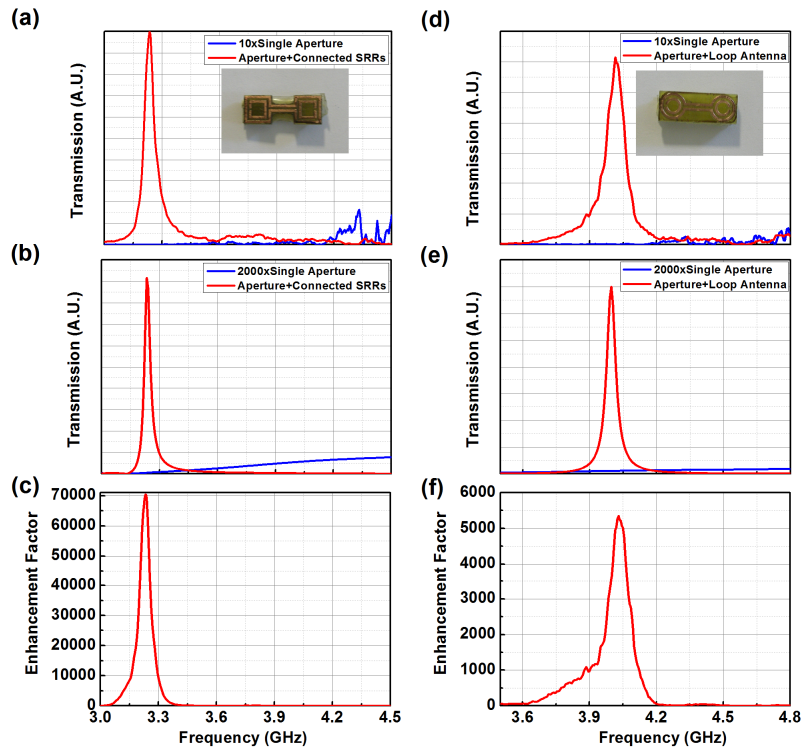 (a)
10xSingle Aperture
Aperture+Connected SRRs
Transmission (A.U.)
(b)
2000xSingle Aperture
Aperture+Connected SRRs
Transmission (A.U.)
(c)
70000
60000
50000
40000
30000
20000
10000
0
Enhancement Factor
3.0 3.3 3.6 3.9 4.2 4.5
Frequency (GHz)
(d)
10xSingle Aperture
Aperture+Loop Antenna
Transmission (A.U.)
(e)
2000xSingle Aperture
Aperture+Loop Antenna
Transmission (A.U.)
(f)
6000
5000
4000
3000
2000
1000
0
Enhancement Factor
3.6 3.9 4.2 4.5 4.8
Frequency (GHz)